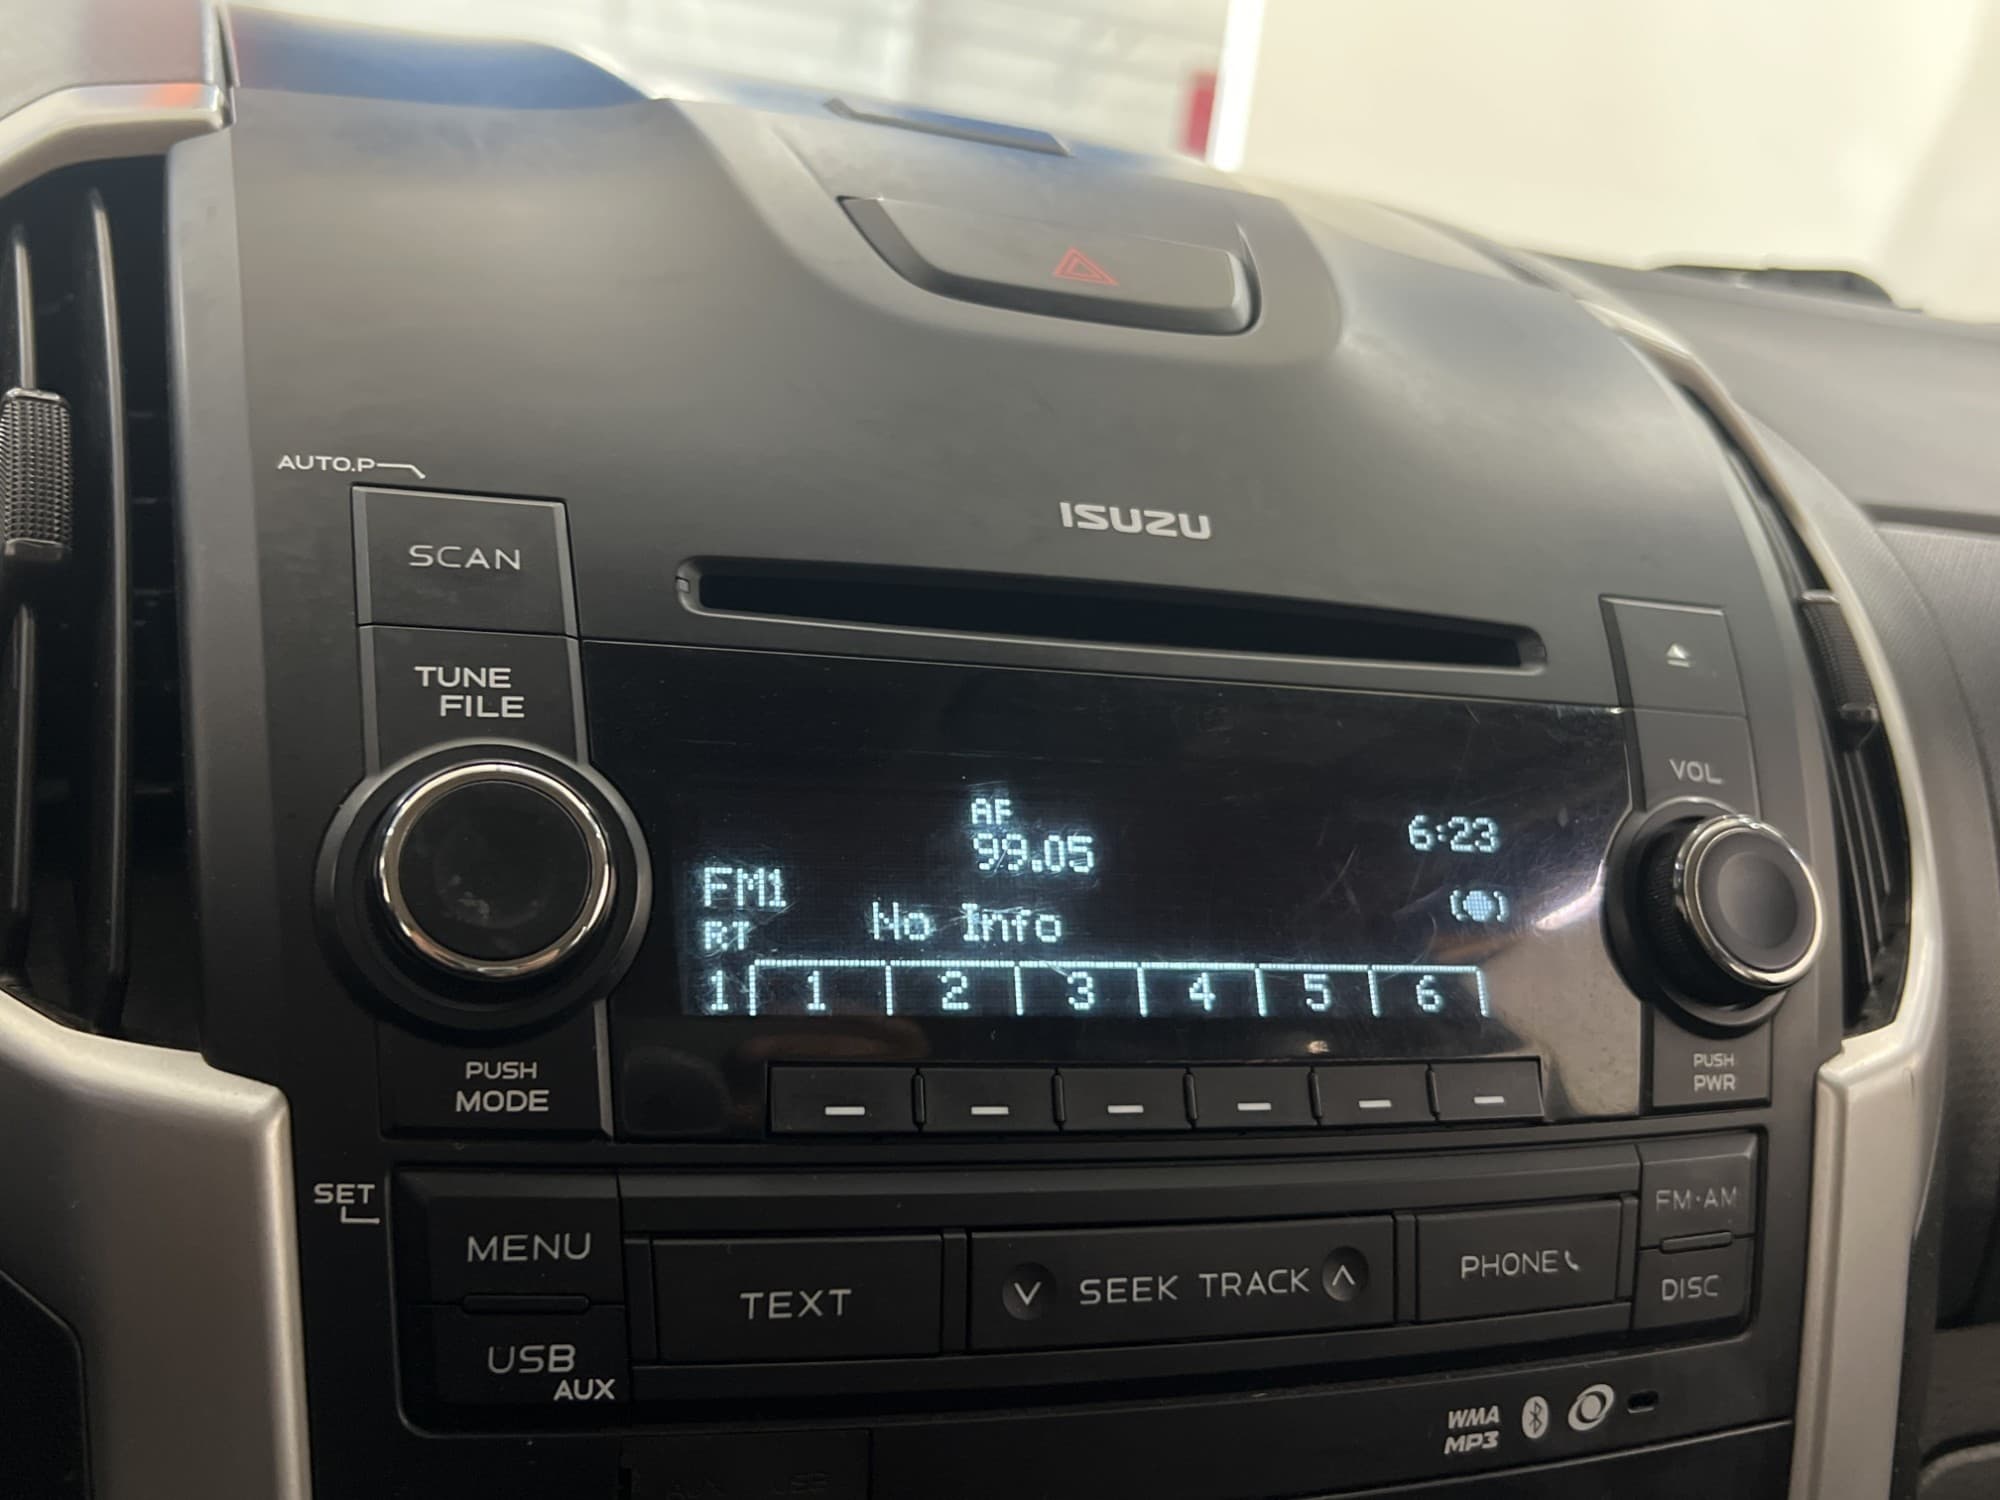 AUTO.P
ISUZU
SCAN
TUNE
FILE
VOL
AF
99.05
6:23
FM1
RT
No Info
1 1 2 3 4 5 6
PUSH
MODE
PUSH
PWR
SET
MENU
TEXT
SEEK TRACK
PHONE
FM·AM
DISC
USB
AUX
WMA
MP3
AUX USB